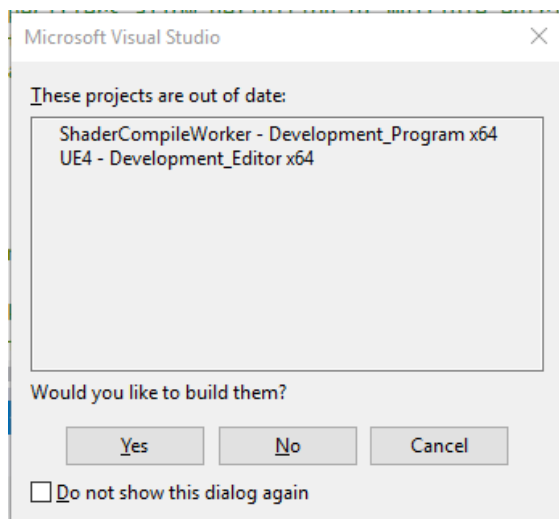 Microsoft Visual Studio
These projects are out of date:
ShaderCompileWorker - Development_Program x64
UE4 - Development_Editor x64
Would you like to build them?
Yes
No
Cancel
Do not show this dialog again